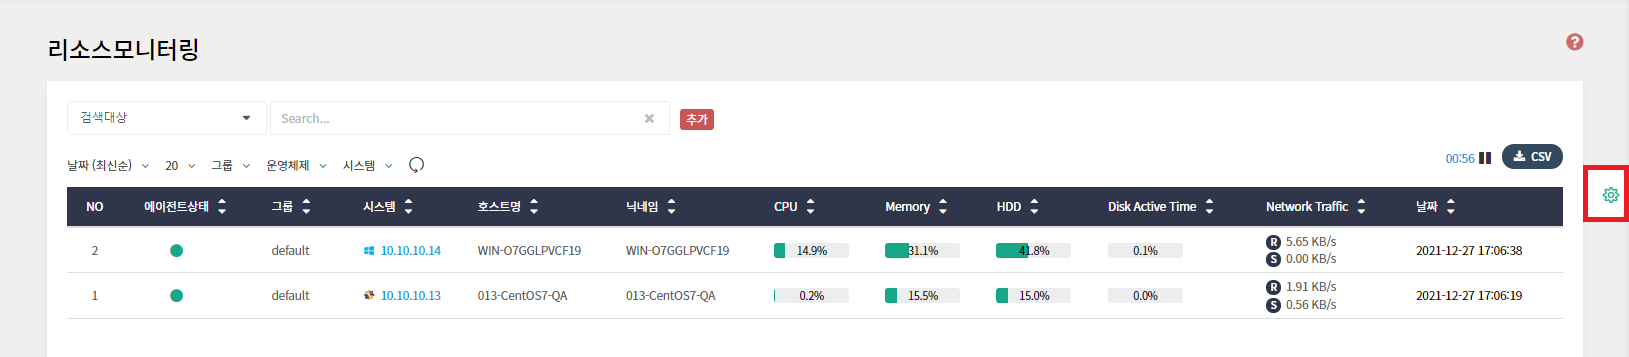 리소스모니터링
?
검색대상 Search... 추가
날짜 (최신순) 20 그룹 운영체제 시스템 00:56 CSV
NO 에이전트상태 그룹 시스템 호스트명 닉네임 CPU Memory HDD Disk Active Time Network Traffic 날짜
2 default 10.10.10.14 WIN-O7GGLPVCF19 WIN-O7GGLPVCF19 14.9% 31.1% 41.8% 0.1% R 5.65 KB/s 2021-12-27 17:06:38
S 0.00 KB/s
1 default 10.10.10.13 013-CentOS7-QA 013-CentOS7-QA 0.2% 15.5% 15.0% 0.0% R 1.91 KB/s 2021-12-27 17:06:19
S 0.56 KB/s